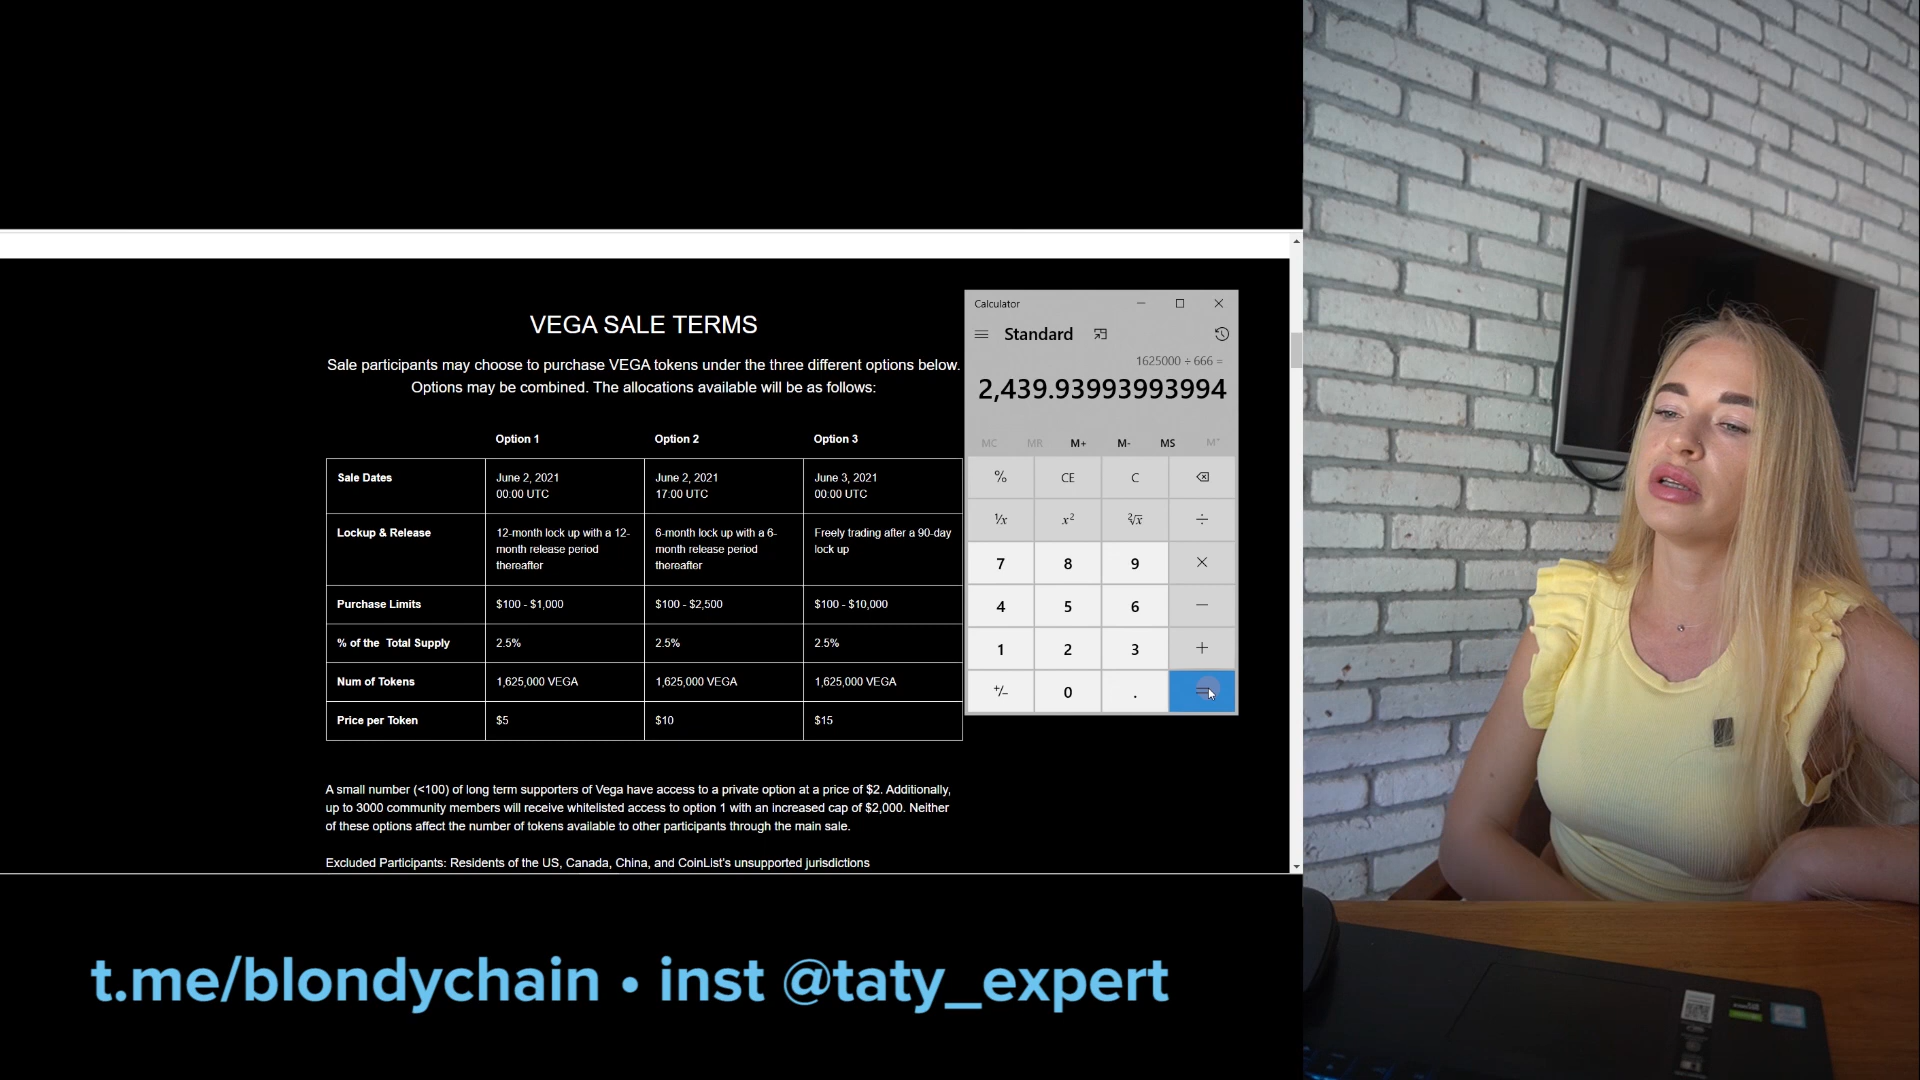 VEGA SALE TERMS
Sale participants may choose to purchase VEGA tokens under the three different options below.
Options may be combined. The allocations available will be as follows:
Option 1 Option 2 Option 3
Sale Dates June 2, 2021 June 2, 2021 June 3, 2021
00:00 UTC 17:00 UTC 00:00 UTC
Lockup & Release 12-month lock up with a 12- 6-month lock up with a 6- Freely trading after a 90-day
month release period month release period lock up
thereafter thereafter
Purchase Limits $100 - $1,000 $100 - $2,500 $100 - $10,000
% of the Total Supply 2.5% 2.5% 2.5%
Num of Tokens 1,625,000 VEGA 1,625,000 VEGA 1,625,000 VEGA
Price per Token $5 $10 $15
A small number (<100) of long term supporters of Vega have access to a private option at a price of $2. Additionally,
up to 3000 community members will receive whitelisted access to option 1 with an increased cap of $2,000. Neither
of these options affect the number of tokens available to other participants through the main sale.
Excluded Participants: Residents of the US, Canada, China, and CoinList's unsupported jurisdictions
Calculator
Standard
1625000 ÷ 666 =
2,439.93993993994
MC MR M+ M- MS M˅
% CE C
¹/x x² ²√x ÷
7 8 9 ×
4 5 6 −
1 2 3 +
+/− 0 . =
t.me/blondychain • inst @taty_expert